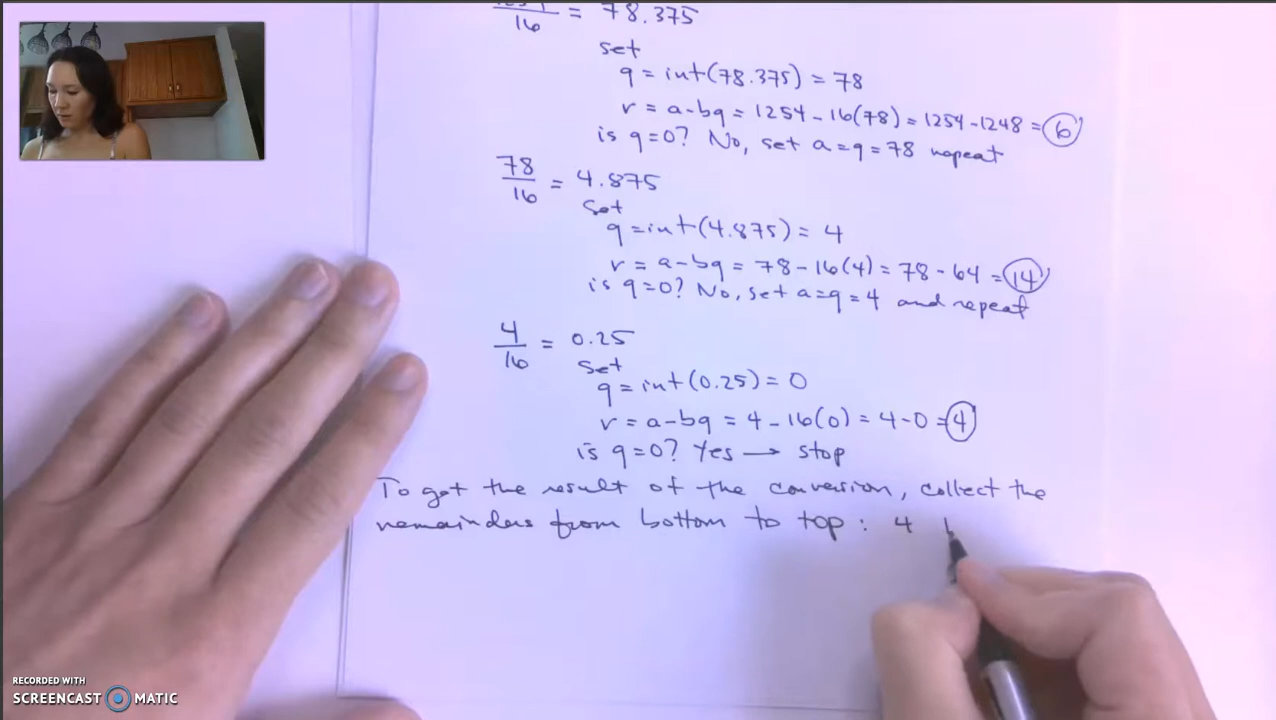 16 = 78.375
set
q = int(78.375) = 78
r = a-bq = 1254 - 16(78) = 1254 - 1248 = 6
is q=0? No, set a=q=78 repeat
78/16 = 4.875
set
q = int(4.875) = 4
r = a-bq = 78 - 16(4) = 78 - 64 = 14
is q=0? No, set a=q=4 and repeat
4/16 = 0.25
set
q = int(0.25) = 0
r = a-bq = 4 - 16(0) = 4-0 = 4
is q=0? Yes → stop
To get the result of the conversion, collect the
remainders from bottom to top: 4
RECORDED WITH
SCREENCAST MATIC